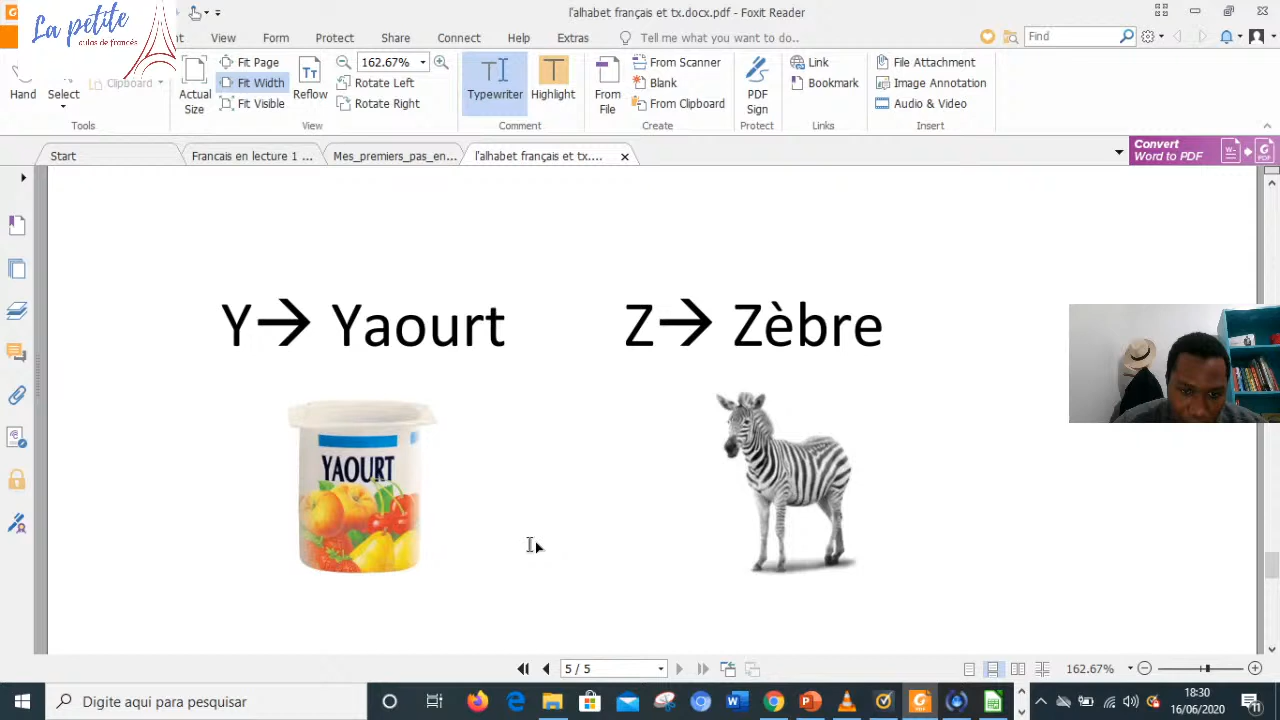 La petite
aulas de francês
l'alhabet français et tx.docx.pdf - Foxit Reader
View Form Protect Share Connect Help Extras Tell me what you want to do.. Find
Hand
Select
Clipboard
Tools
Actual Size
Fit Page
Fit Width
Fit Visible
Reflow
162.67%
Rotate Left
Rotate Right
View
Typewriter
Highlight
Comment
From File
From Scanner
Blank
From Clipboard
Create
PDF Sign
Protect
Link
Bookmark
Links
File Attachment
Image Annotation
Audio & Video
Insert
Start
Francais en lecture 1 ...
Mes_premiers_pas_en...
l'alhabet français et tx....
Convert
Word to PDF
Y→ Yaourt
Z→ Zèbre
YAOURT
5 / 5
162.67%
Digite aqui para pesquisar
18:30
16/06/2020
11